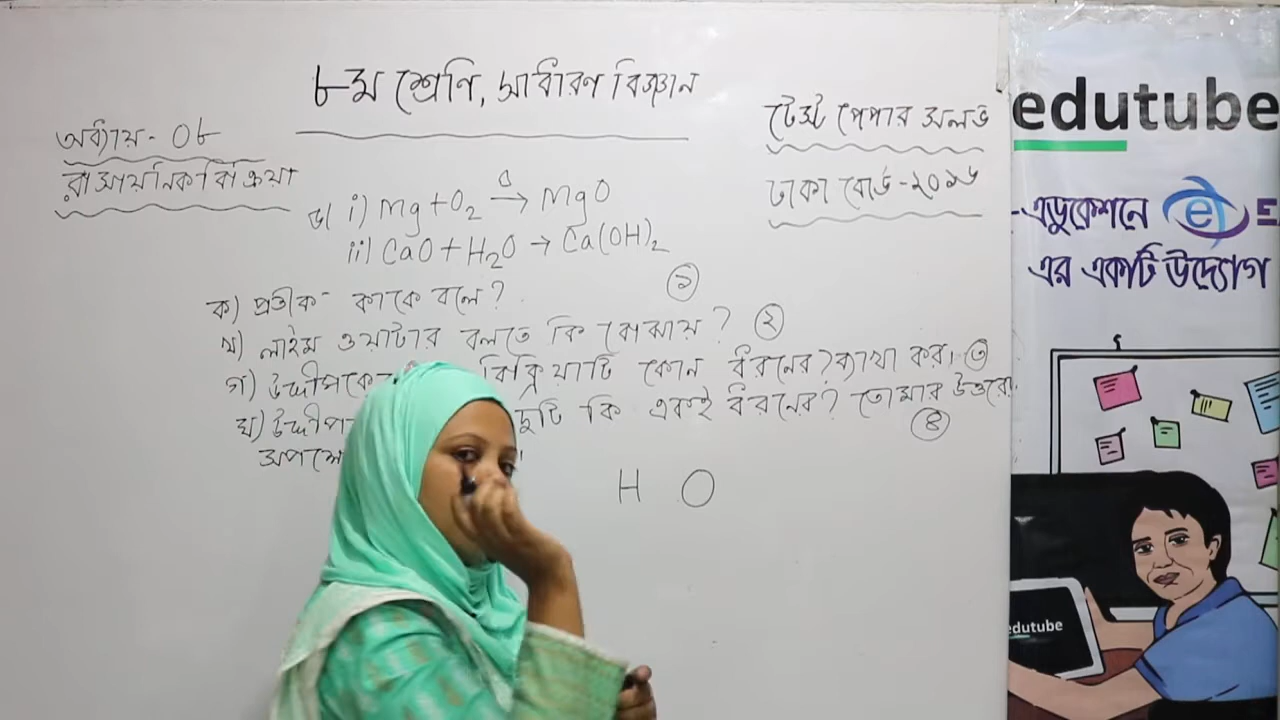 ৮ম শ্রেণি, সাধারণ বিজ্ঞান
অধ্যায়- ০৮
রাসায়নিক বিক্রিয়া
টেস্ট পেপার সলভ
ঢাকা বোর্ড-২০১৬
i) Mg+O₂ →Δ MgO
ii) CaO+H₂O → Ca(OH)₂
ক) প্রতীক কাকে বলে? ১
খ) লাইম ওয়াটার বলতে কি বোঝায়? ২
গ) উদ্দীপকে বিক্রিয়াটি কোন ধরনের? ব্যাখা কর। ৩
ঘ) উদ্দীপ দুটি কি একই ধরনের? তোমার উত্তরের ৪
H O
edutube
এডুকেশনে e E
এর একটি উদ্যোগ
edutube